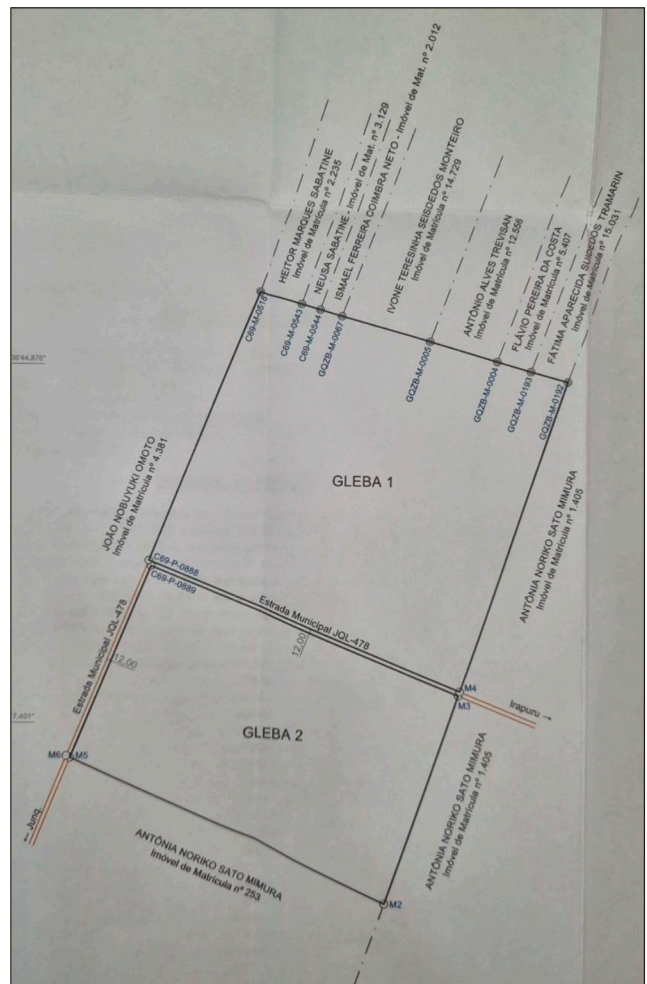 HEITOR MARQUES SABATINE
Imóvel de Matrícula nº 2.235
NEUSA SABATINE - Imóvel de Mat. nº 3.129
ISMAEL FERREIRA COIMBRA NETO - Imóvel de Mat. nº 2.012
IVONE TERESINHA SEISDEDOS MONTEIRO
Imóvel de Matrícula nº 14.729
ANTÔNIO ALVES TREVISAN
Imóvel de Matrícula nº 12.556
FLÁVIO PEREIRA DA COSTA
Imóvel de Matrícula nº 5.407
FÁTIMA APARECIDA SUICEDOS TRAMARIN
Imóvel de Matrícula nº 15.031
C69-M-0518
C69-M-0543
C69-M-0544
GQZB-M-0067
GQZB-M-0005
GQZB-M-0004
GQZB-M-0193
GQZB-M-0192
36'44.876"
JOÃO NOBUYUKI OMOTO
Imóvel de Matrícula nº 4.381
GLEBA 1
ANTÔNIA NORIKO SATO MIMURA
Imóvel de Matrícula nº 1.405
C69-P-0888
C69-P-0889
Estrada Municipal JQL-478
12,00
Estrada Municipal JQL-478
12,00
M4
M3
Irapuru →
7.401"
GLEBA 2
M6
M5
← Junq.
ANTÔNIA NORIKO SATO MIMURA
Imóvel de Matrícula nº 1.405
ANTÔNIA NORIKO SATO MIMURA
Imóvel de Matrícula nº 253
M2